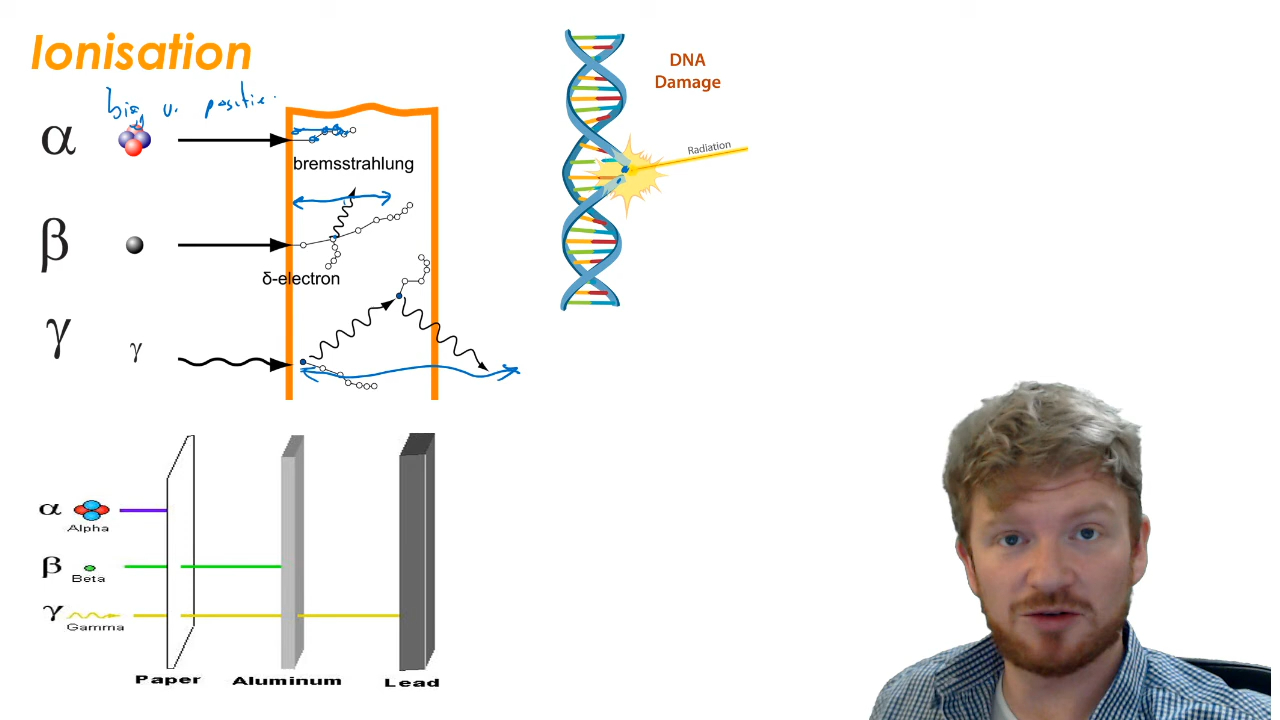 Ionisation
big v. positive
α
bremsstrahlung
β
δ-electron
γ
γ
DNA
Damage
Radiation
α
Alpha
β
Beta
γ
Gamma
Paper
Aluminum
Lead